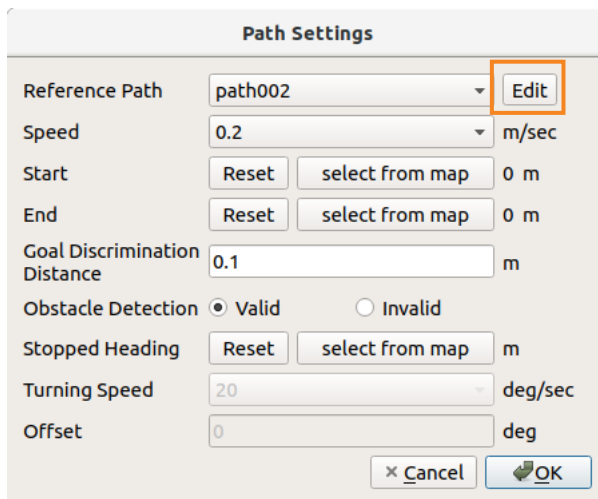 Path Settings
Reference Path path002 Edit
Speed 0.2 m/sec
Start Reset select from map 0 m
End Reset select from map 0 m
Goal Discrimination
Distance 0.1 m
Obstacle Detection Valid Invalid
Stopped Heading Reset select from map m
Turning Speed 20 deg/sec
Offset 0 deg
Cancel OK